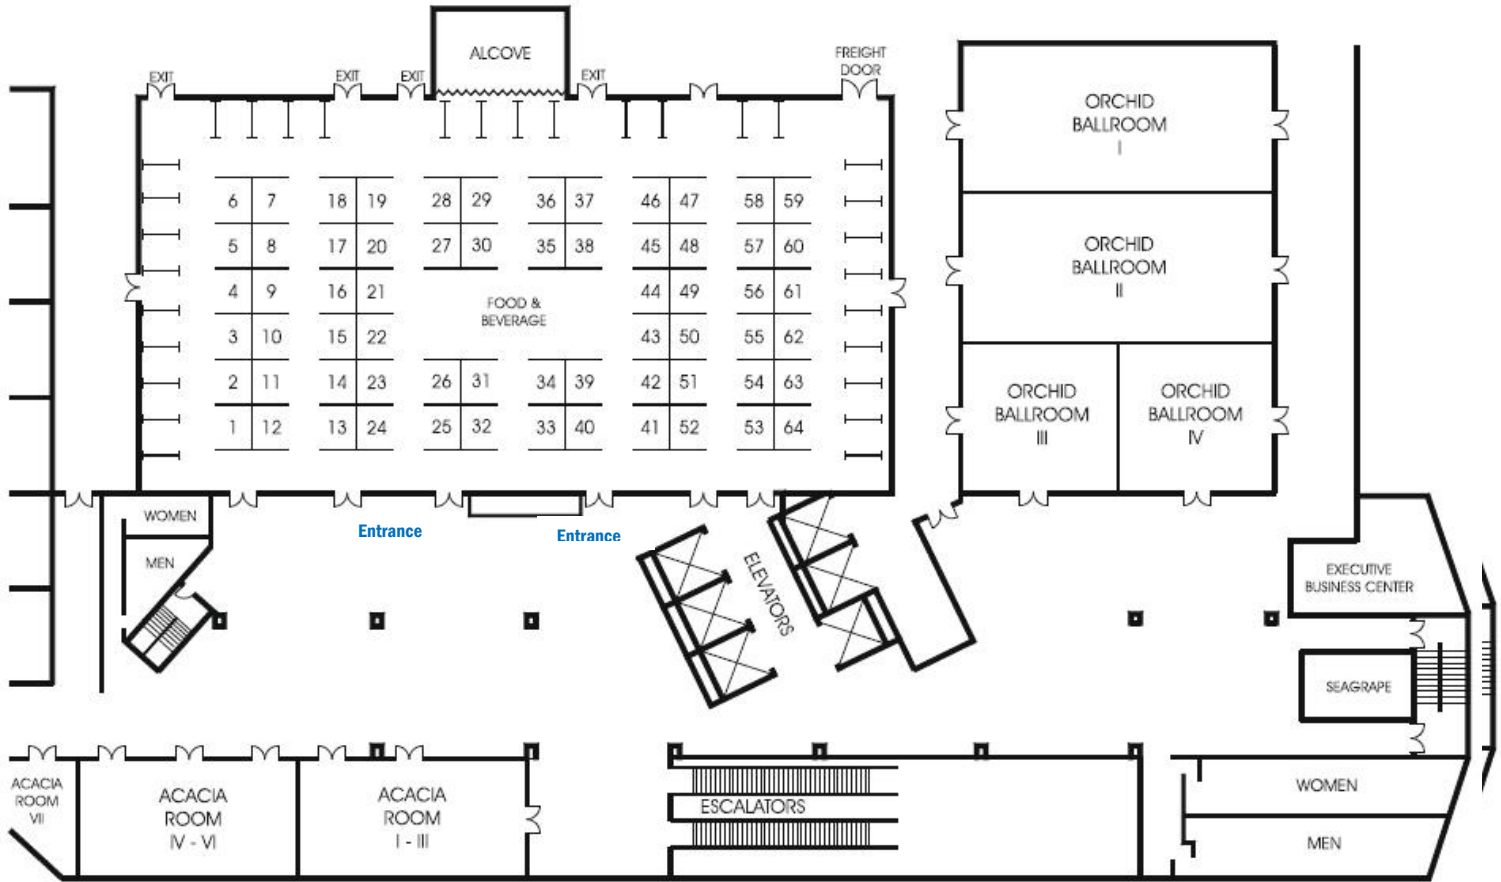 ALCOVE
FREIGHT
DOOR
EXIT
EXIT
EXIT
EXIT
6 7 18 19 28 29 36 37 46 47 58 59
5 8 17 20 27 30 35 38 45 48 57 60
4 9 16 21 44 49 56 61
FOOD &
BEVERAGE
3 10 15 22 43 50 55 62
2 11 14 23 26 31 34 39 42 51 54 63
1 12 13 24 25 32 33 40 41 52 53 64
ORCHID
BALLROOM
I
ORCHID
BALLROOM
II
ORCHID
BALLROOM
III
ORCHID
BALLROOM
IV
WOMEN
MEN
Entrance
Entrance
ELEVATORS
EXECUTIVE
BUSINESS CENTER
SEAGRAPE
ACACIA
ROOM
VII
ACACIA
ROOM
IV - VI
ACACIA
ROOM
I - III
ESCALATORS
WOMEN
MEN